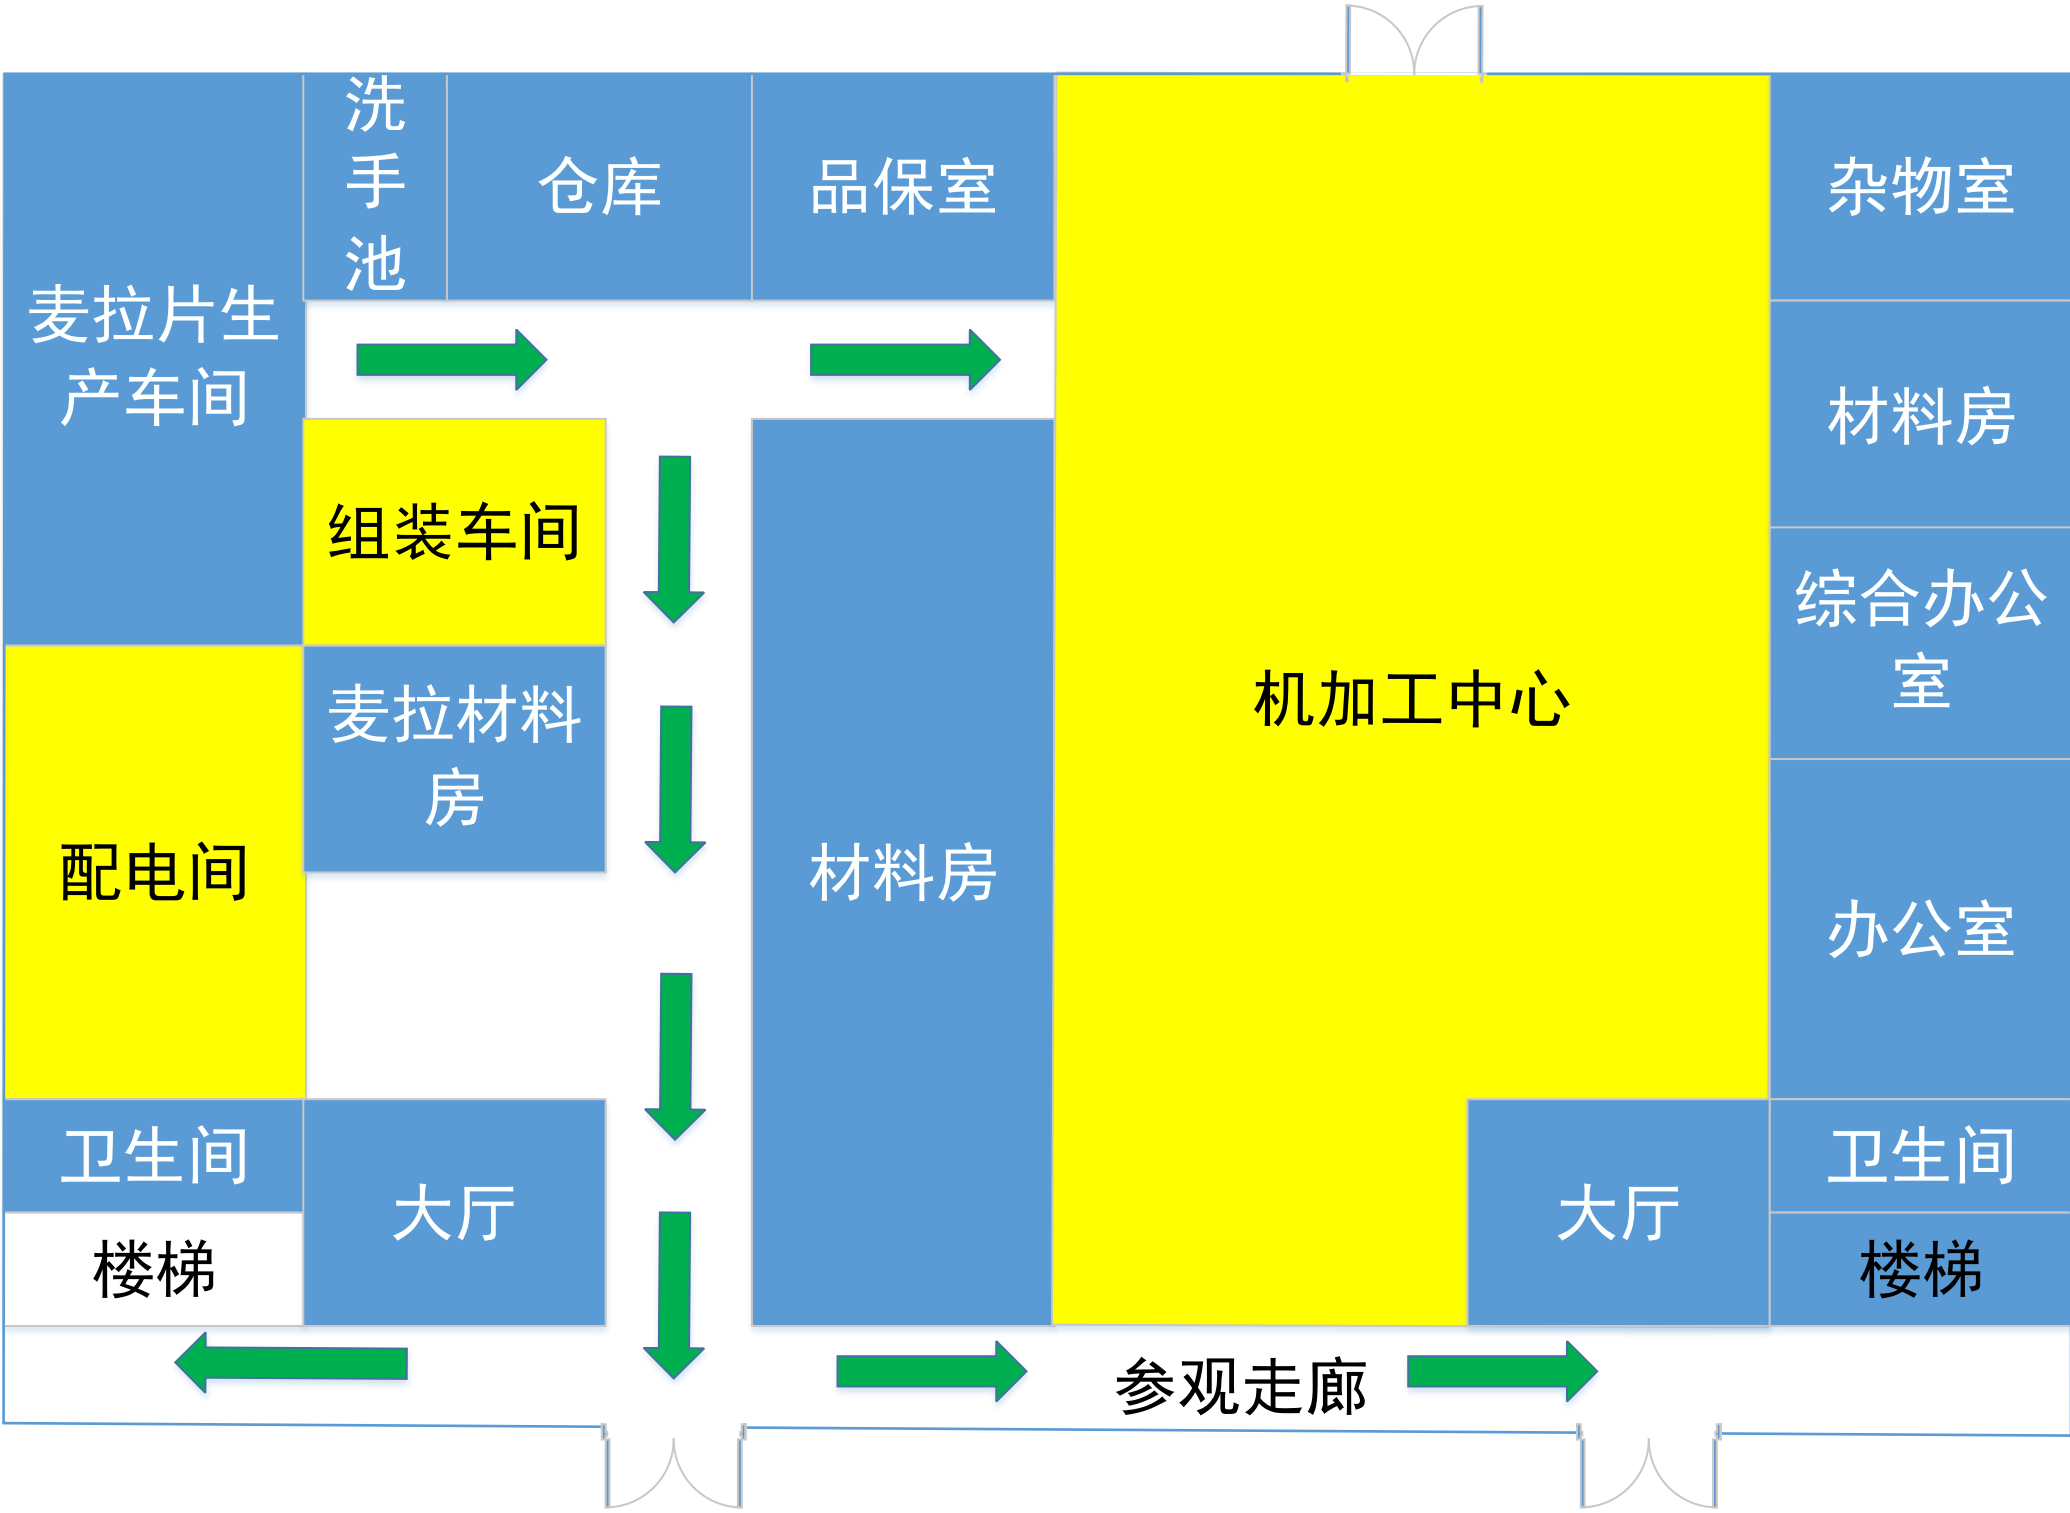 洗
手
池
仓库
品保室
杂物室
麦拉片生
产车间
材料房
组装车间
综合办公
室
机加工中心
麦拉材料
房
配电间
材料房
办公室
卫生间
大厅
大厅
卫生间
楼梯
楼梯
参观走廊